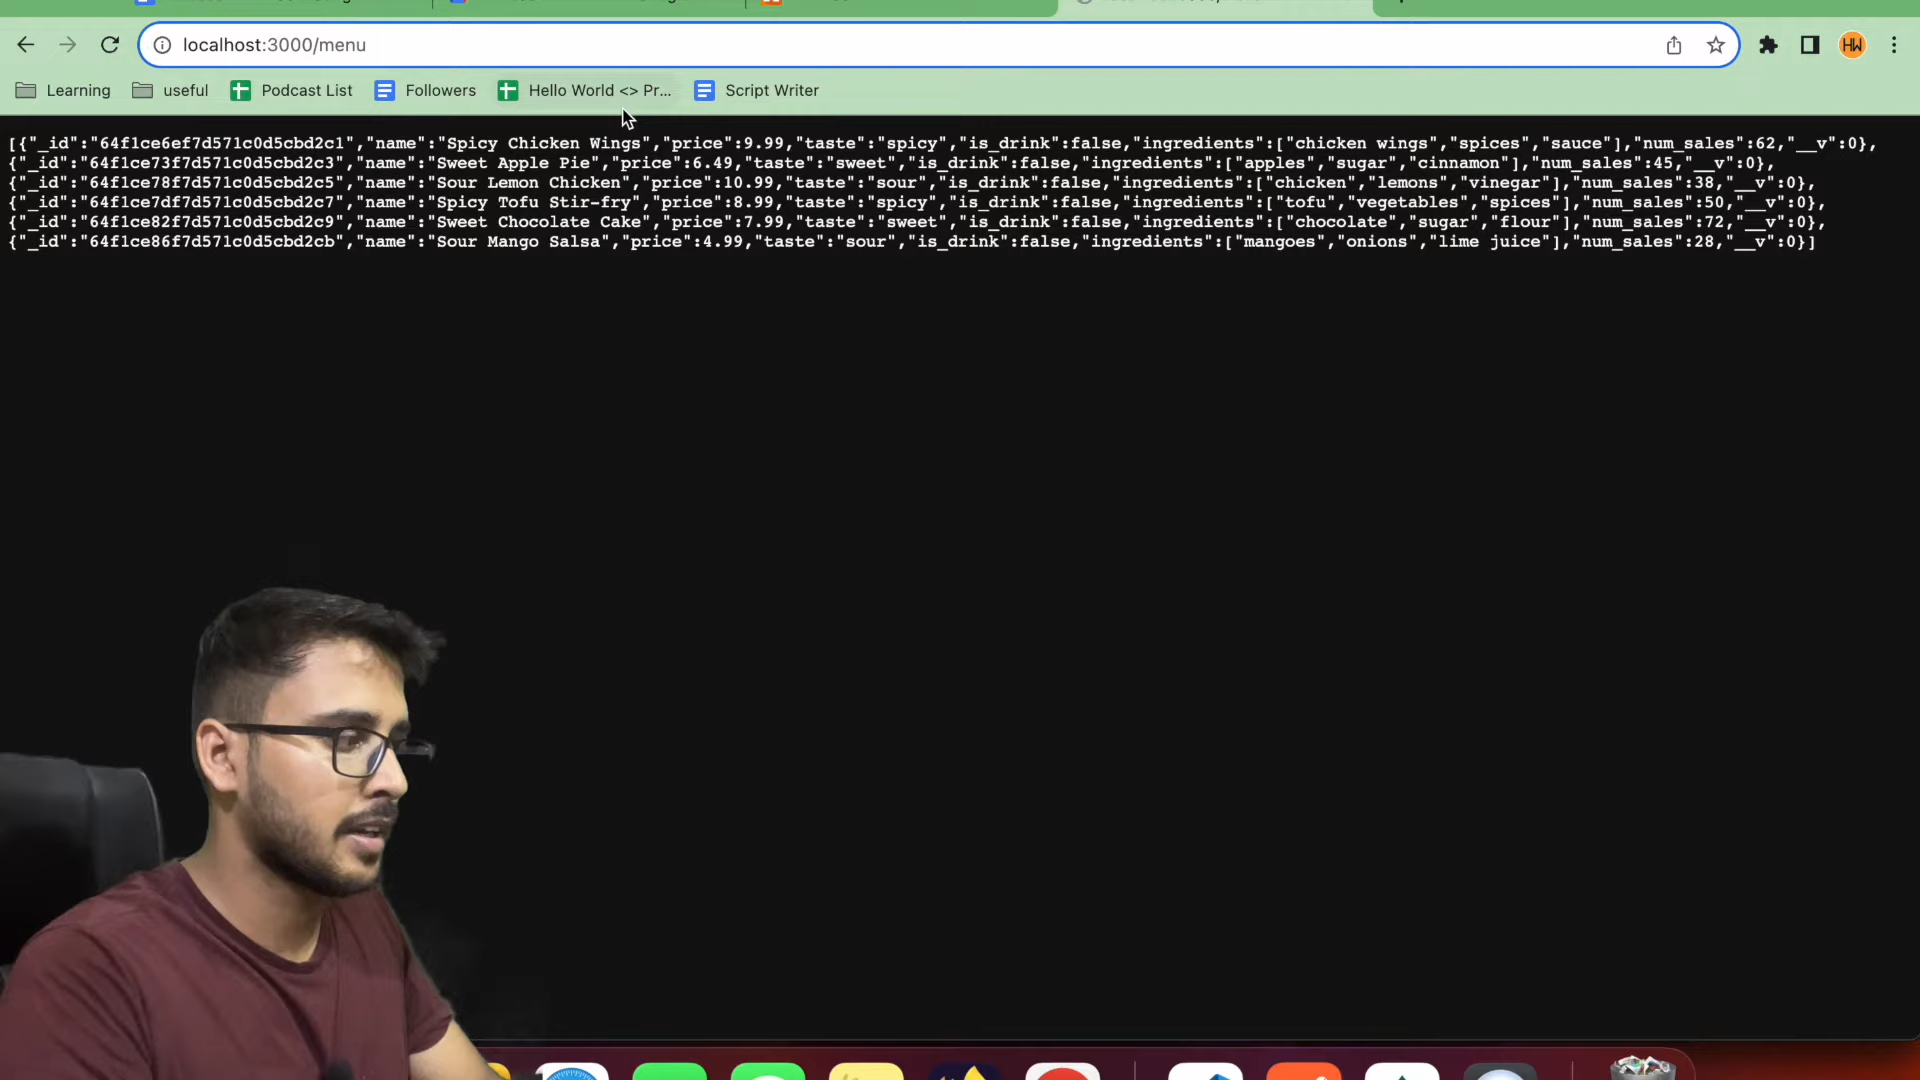 localhost:3000/menu
HW
Learning useful Podcast List Followers Hello World <> Pr... Script Writer
[{"_id":"64f1ce6ef7d571c0d5cbd2c1","name":"Spicy Chicken Wings","price":9.99,"taste":"spicy","is_drink":false,"ingredients":["chicken wings","spices","sauce"],"num_sales":62,"__v":0},
{"_id":"64f1ce73f7d571c0d5cbd2c3","name":"Sweet Apple Pie","price":6.49,"taste":"sweet","is_drink":false,"ingredients":["apples","sugar","cinnamon"],"num_sales":45,"__v":0},
{"_id":"64f1ce78f7d571c0d5cbd2c5","name":"Sour Lemon Chicken","price":10.99,"taste":"sour","is_drink":false,"ingredients":["chicken","lemons","vinegar"],"num_sales":38,"__v":0},
{"_id":"64f1ce7df7d571c0d5cbd2c7","name":"Spicy Tofu Stir-fry","price":8.99,"taste":"spicy","is_drink":false,"ingredients":["tofu","vegetables","spices"],"num_sales":50,"__v":0},
{"_id":"64f1ce82f7d571c0d5cbd2c9","name":"Sweet Chocolate Cake","price":7.99,"taste":"sweet","is_drink":false,"ingredients":["chocolate","sugar","flour"],"num_sales":72,"__v":0},
{"_id":"64f1ce86f7d571c0d5cbd2cb","name":"Sour Mango Salsa","price":4.99,"taste":"sour","is_drink":false,"ingredients":["mangoes","onions","lime juice"],"num_sales":28,"__v":0}]